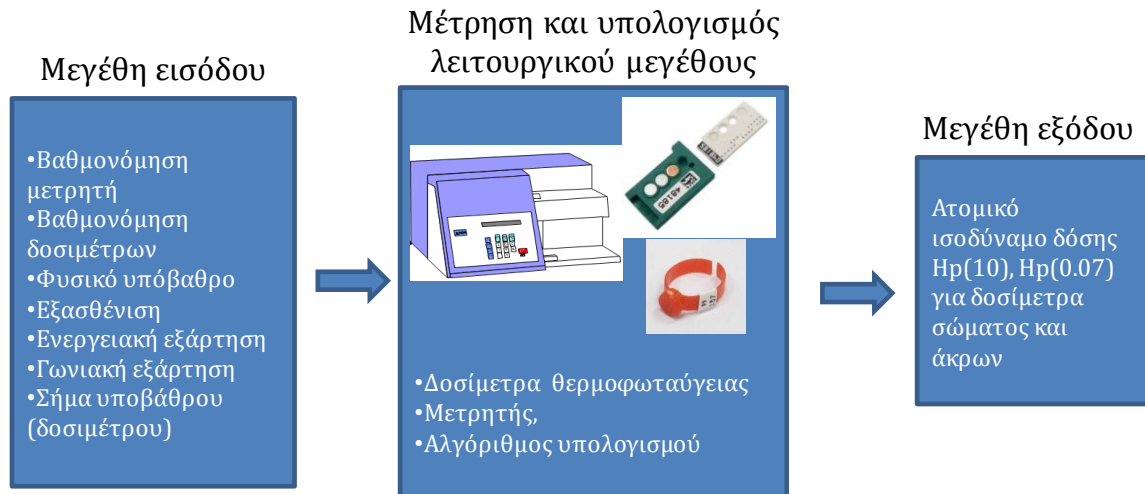 Μεγέθη εισόδου
•Βαθμονόμηση
μετρητή
•Βαθμονόμηση
δοσιμέτρων
•Φυσικό υπόβαθρο
•Εξασθένιση
•Ενεργειακή εξάρτηση
•Γωνιακή εξάρτηση
•Σήμα υποβάθρου
(δοσιμέτρου)
Μέτρηση και υπολογισμός
λειτουργικού μεγέθους
48185
•Δοσίμετρα θερμοφωταύγειας
•Μετρητής,
•Αλγόριθμος υπολογισμού
Μεγέθη εξόδου
Ατομικό
ισοδύναμο δόσης
Hp(10), Hp(0.07)
για δοσίμετρα
σώματος και
άκρων